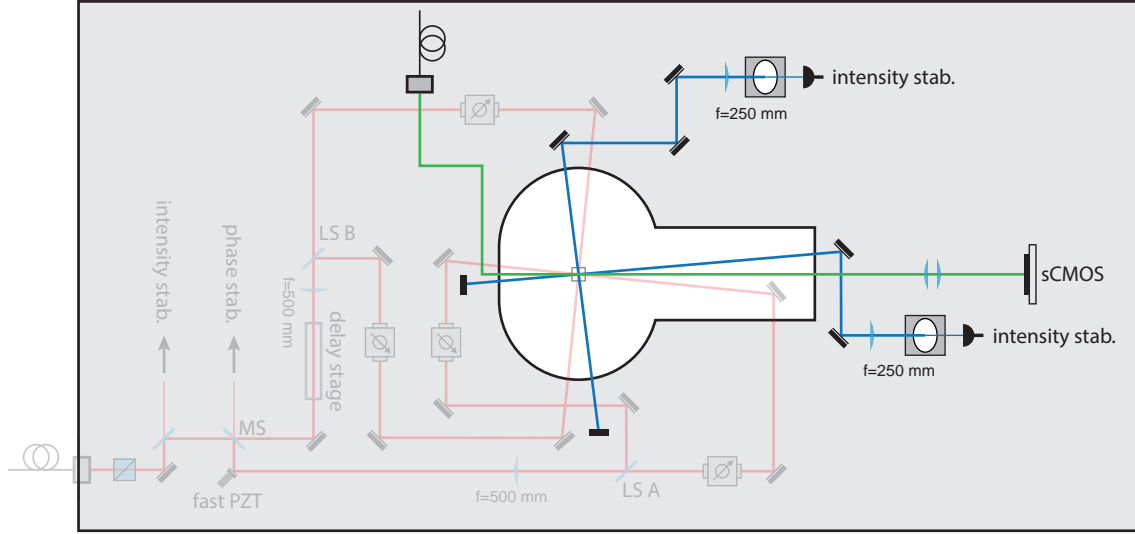 intensity stab.
f=250 mm
intensity stab.
phase stab.
LS B
f=500 mm
delay stage
sCMOS
intensity stab.
f=250 mm
MS
fast PZT
f=500 mm
LS A